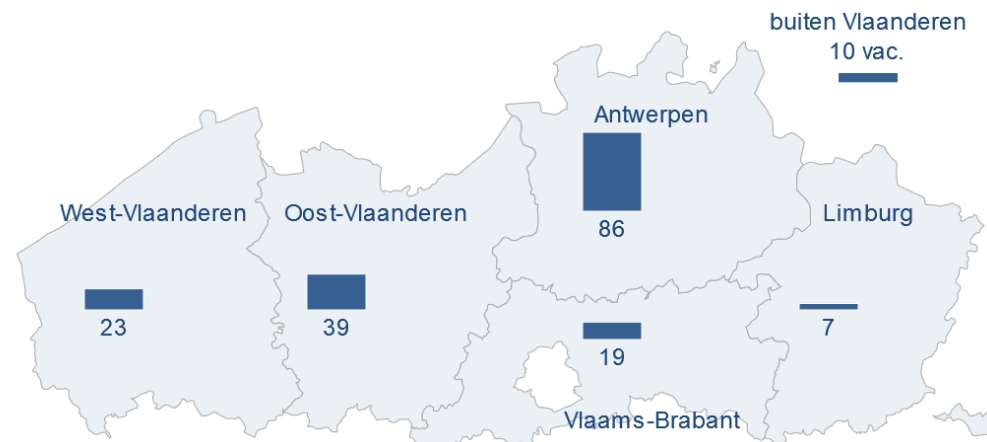 buiten Vlaanderen
10 vac.
Antwerpen
86
West-Vlaanderen
23
Oost-Vlaanderen
39
Limburg
7
19
Vlaams-Brabant